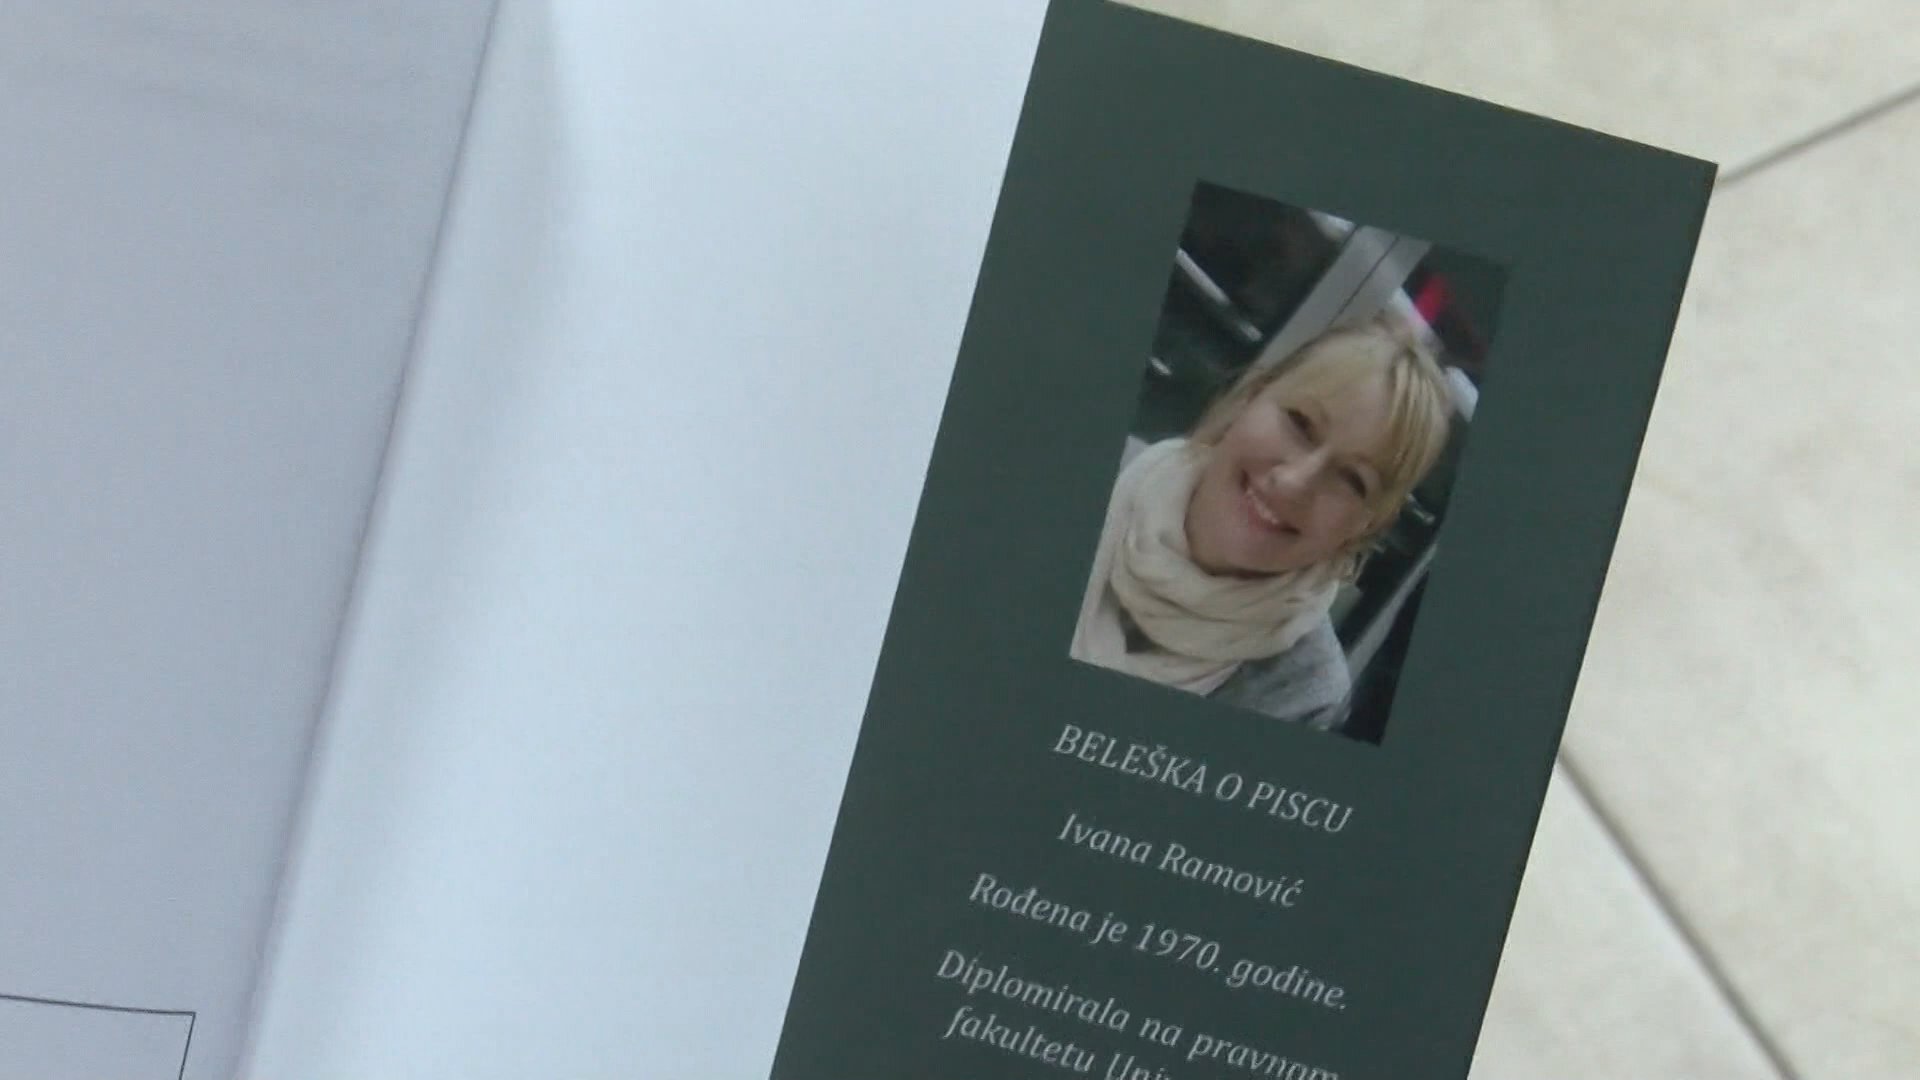 BELEŠKA O PISCU
Ivana Ramović
Rođena je 1970. godine.
Diplomirala na pravnom
fakultetu